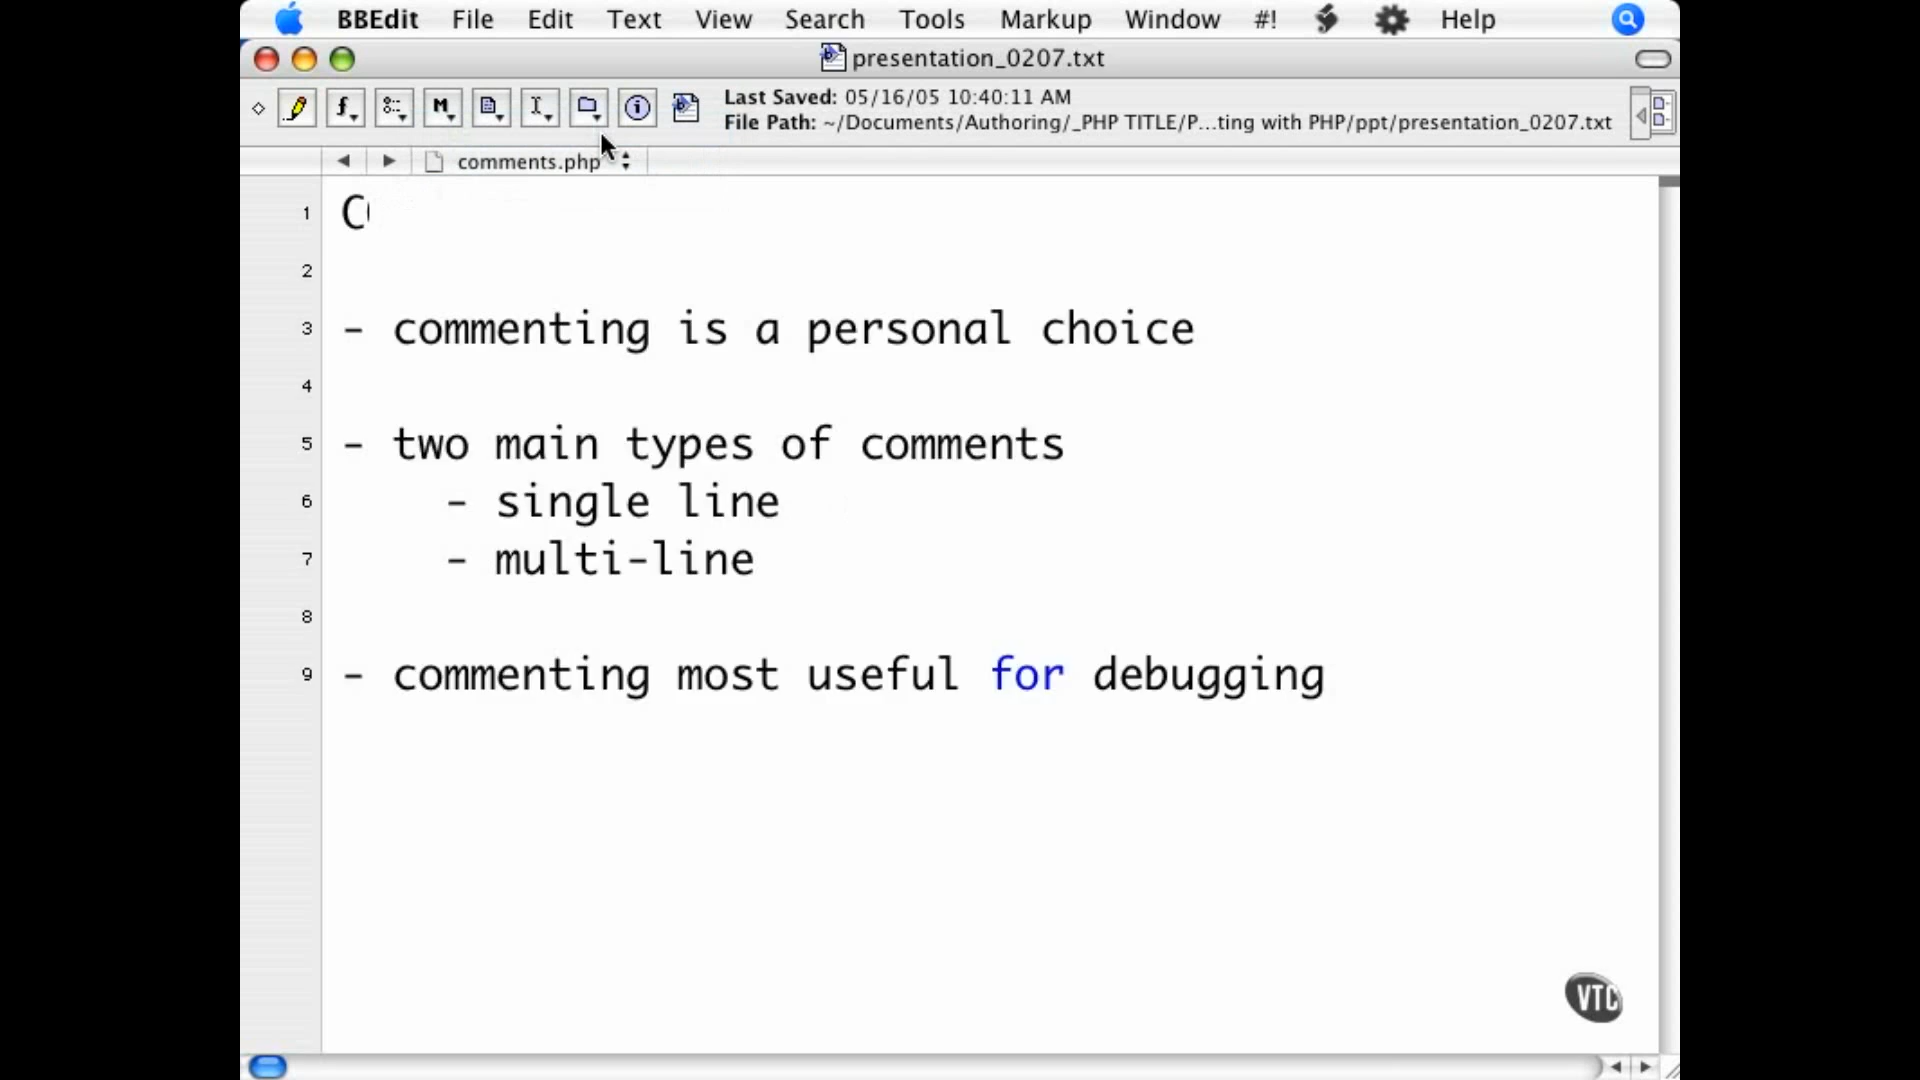 BBEdit File Edit Text View Search Tools Markup Window #! Help
presentation_0207.txt
Last Saved: 05/16/05 10:40:11 AM
File Path: ~/Documents/Authoring/_PHP TITLE/P...ting with PHP/ppt/presentation_0207.txt
comments.php
1 C
2
3 - commenting is a personal choice
4
5 - two main types of comments
6 - single line
7 - multi-line
8
9 - commenting most useful for debugging
VTC